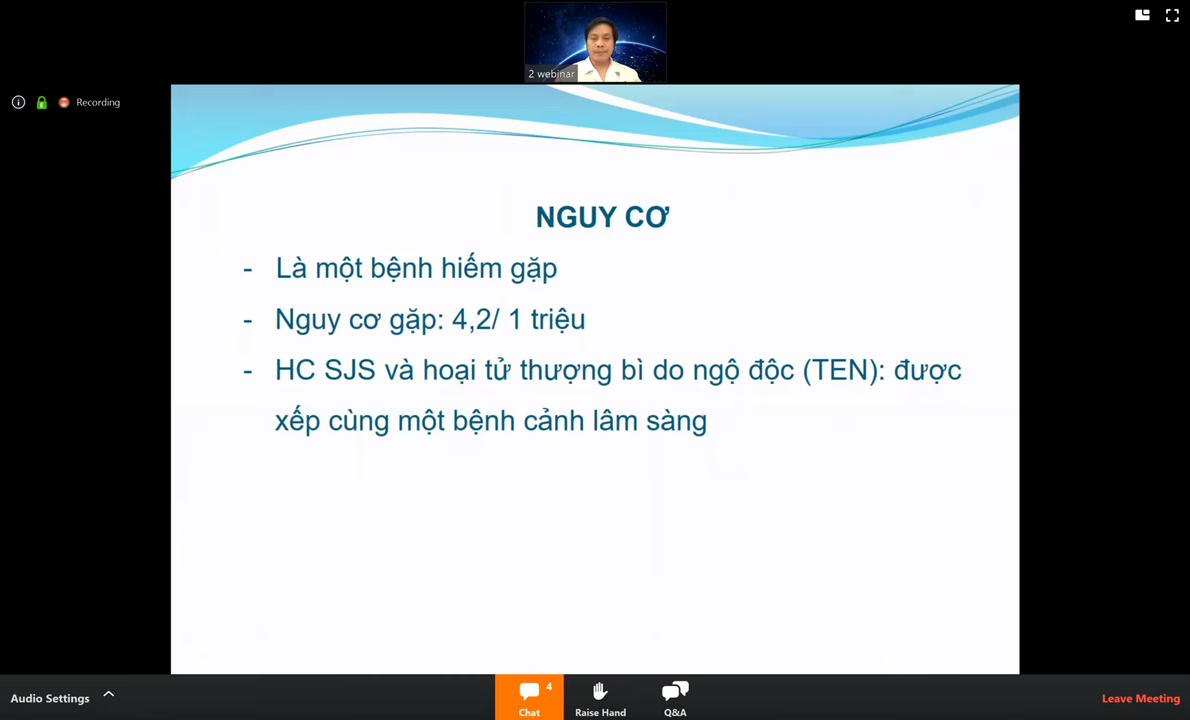 2 webinar
Recording
NGUY CƠ
- Là một bệnh hiếm gặp
- Nguy cơ gặp: 4,2/ 1 triệu
- HC SJS và hoại tử thượng bì do ngộ độc (TEN): được
xếp cùng một bệnh cảnh lâm sàng
Audio Settings
4
Chat
Raise Hand
Q&A
Leave Meeting